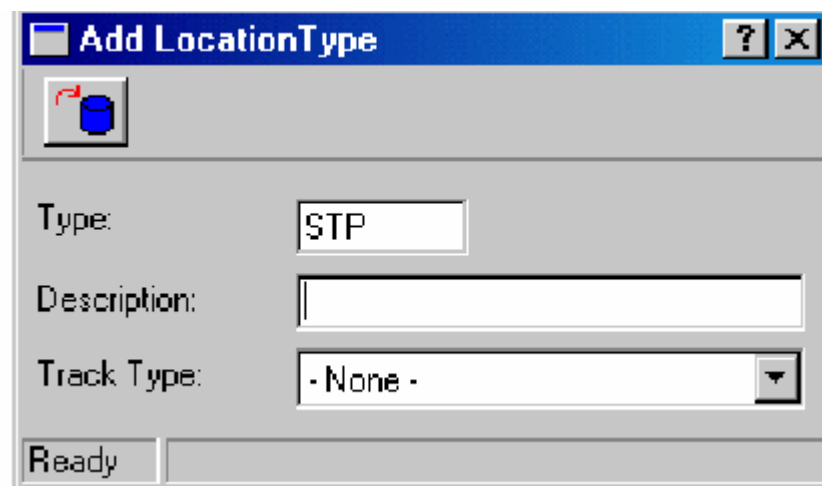 Add LocationType
Type: STP
Description:
Track Type: - None -
Ready